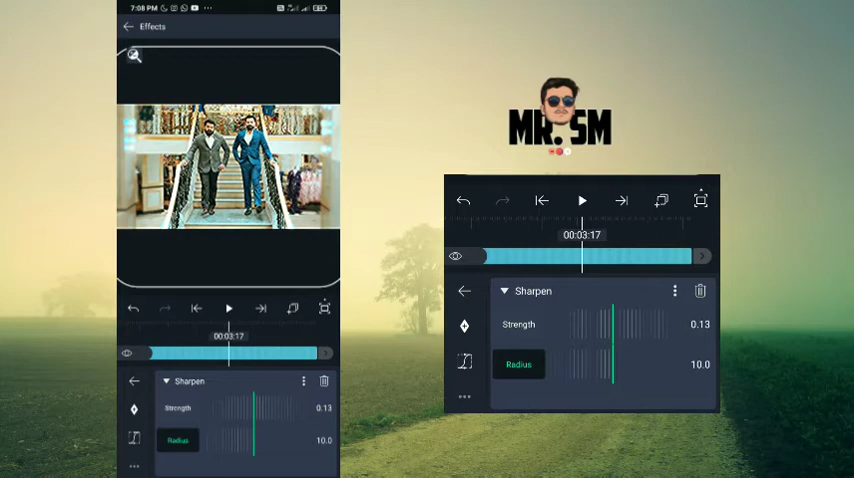 7:08 PM
Effects
00:03:17
Sharpen
Strength
0.13
Radius
10.0
MR. SM
00:03:17
Sharpen
Strength
0.13
Radius
10.0